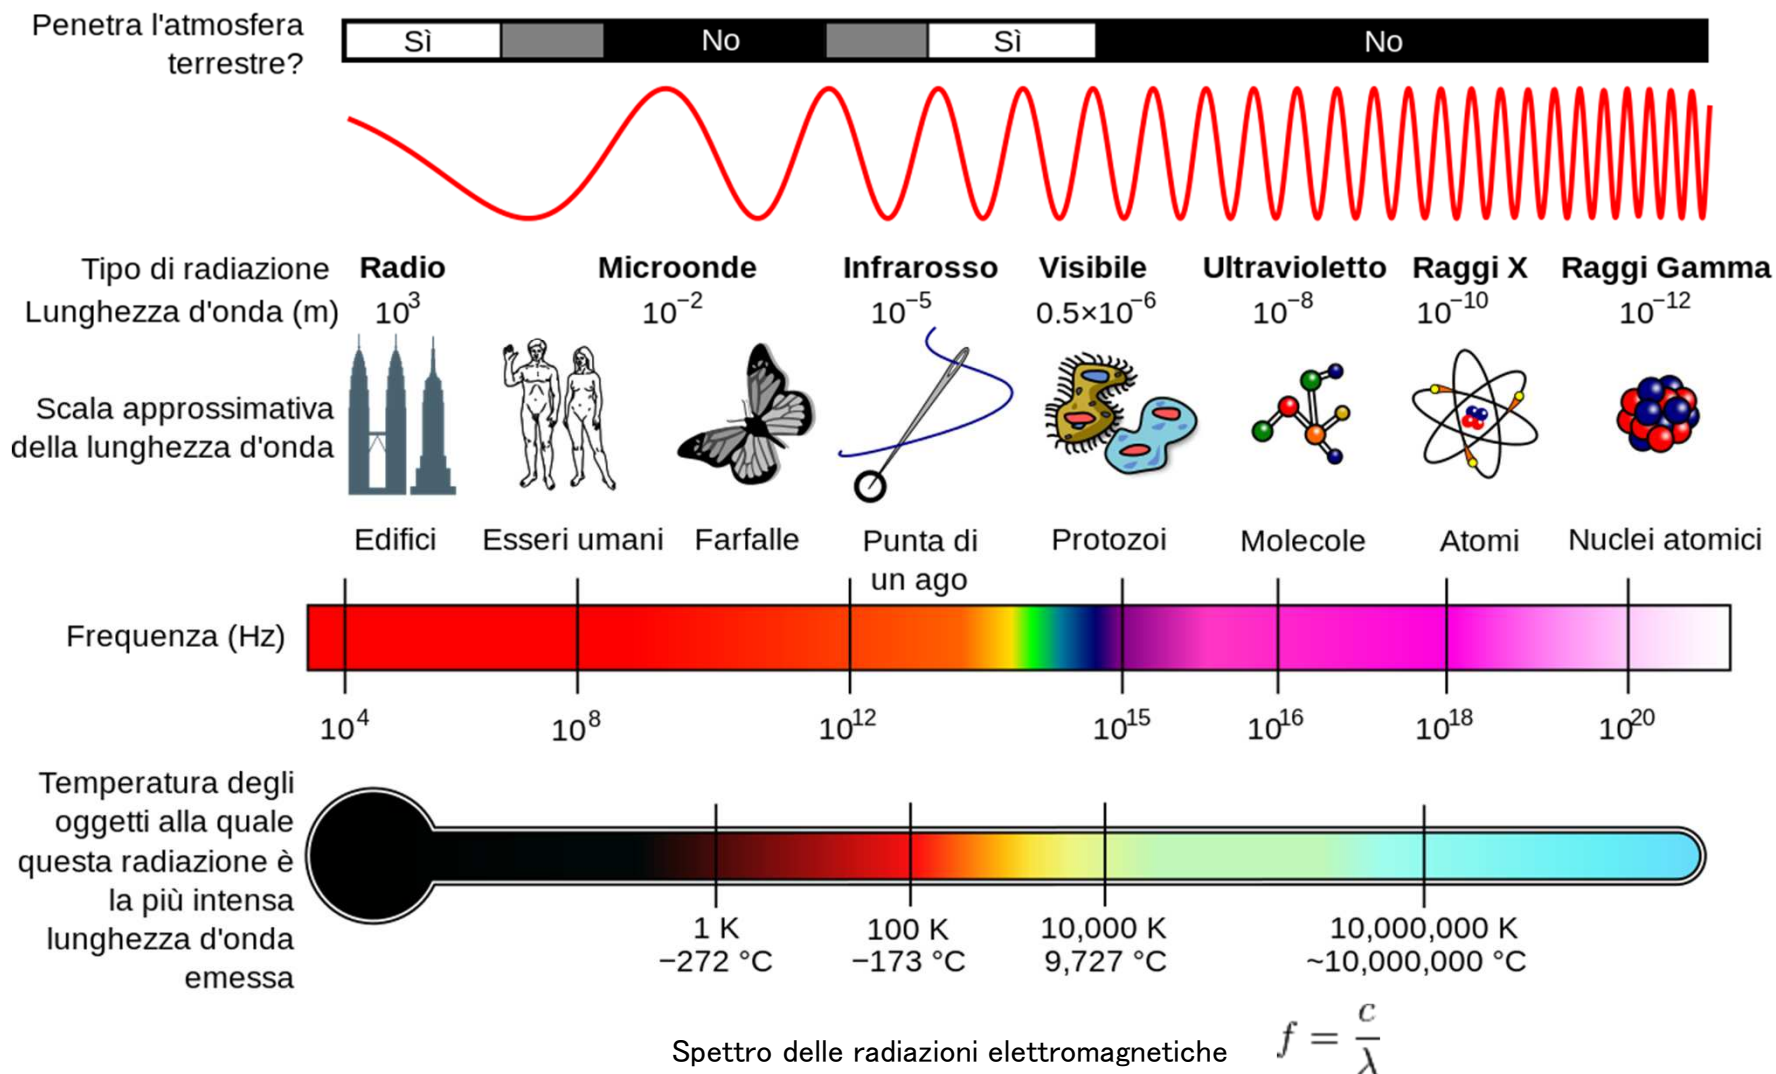 Penetra l'atmosfera
terrestre?
Sì
No
Sì
No
Tipo di radiazione
Radio
Microonde
Infrarosso
Visibile
Ultravioletto
Raggi X
Raggi Gamma
Lunghezza d'onda (m)
10³
10⁻²
10⁻⁵
0.5×10⁻⁶
10⁻⁸
10⁻¹⁰
10⁻¹²
Scala approssimativa
della lunghezza d'onda
Edifici
Esseri umani
Farfalle
Punta di
un ago
Protozoi
Molecole
Atomi
Nuclei atomici
Frequenza (Hz)
10⁴
10⁸
10¹²
10¹⁵
10¹⁶
10¹⁸
10²⁰
Temperatura degli
oggetti alla quale
questa radiazione è
la più intensa
lunghezza d'onda
emessa
1 K
−272 °C
100 K
−173 °C
10,000 K
9,727 °C
10,000,000 K
~10,000,000 °C
Spettro delle radiazioni elettromagnetiche
f = c/λ